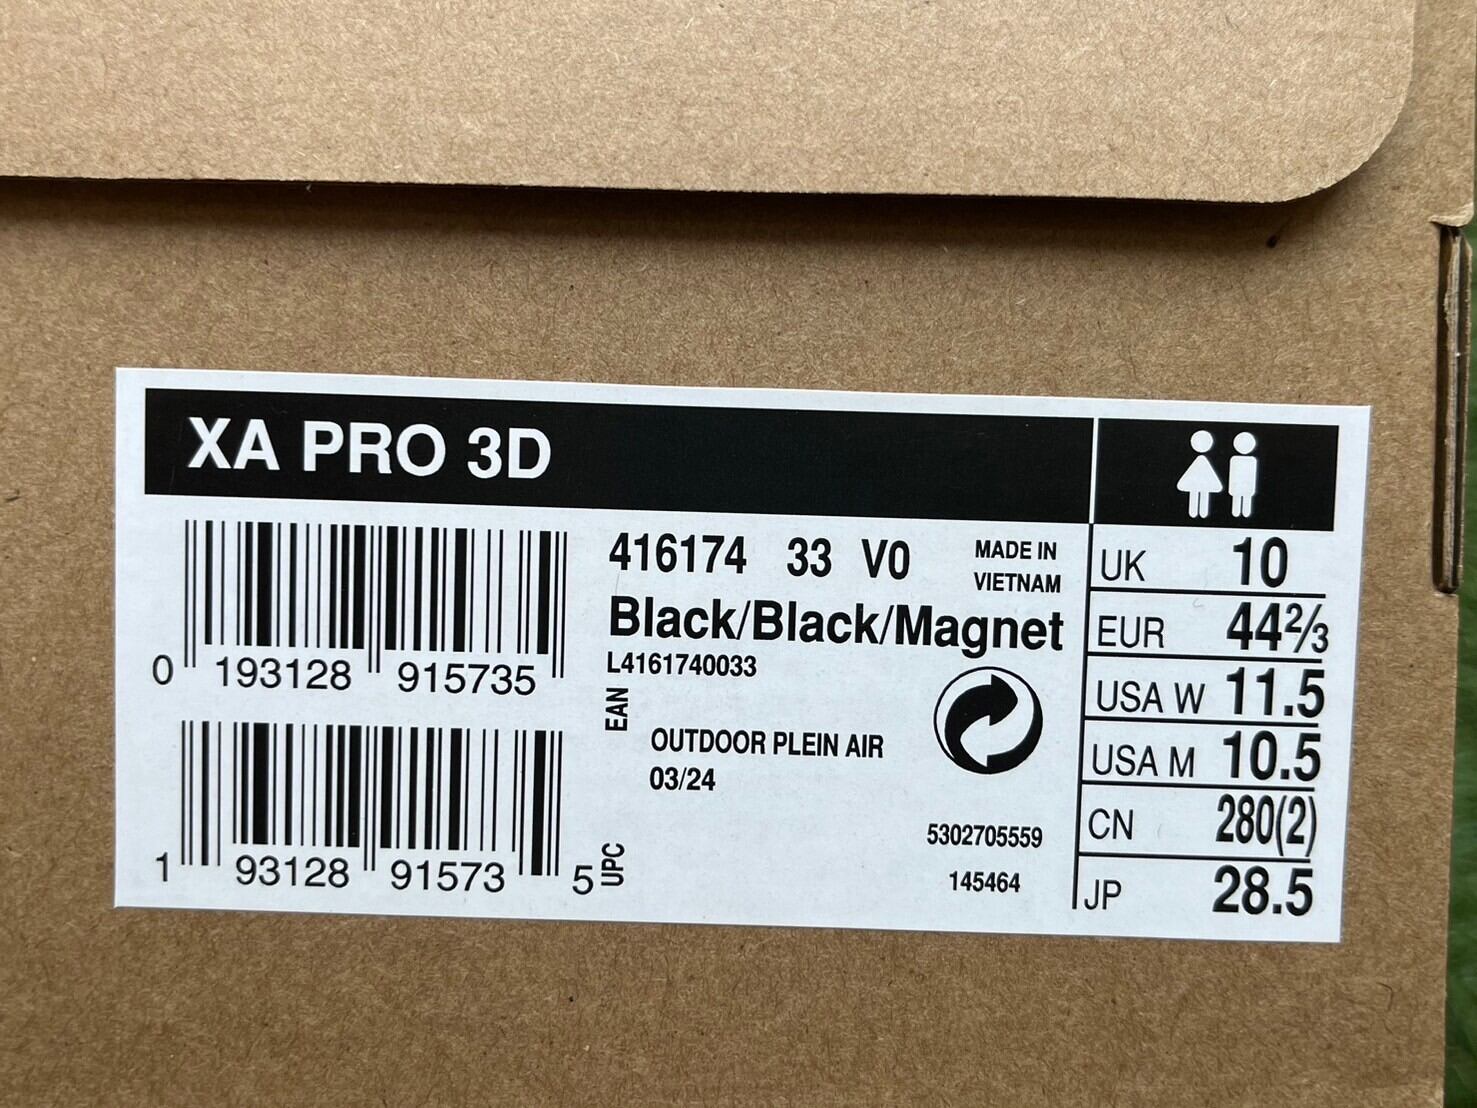 XA PRO 3D
0 193128 915735
EAN
1 93128 91573 5
UPC
416174 33 V0
MADE IN
VIETNAM
Black/Black/Magnet
L4161740033
OUTDOOR PLEIN AIR
03/24
5302705559
145464
UK 10
EUR 44⅔
USA W 11.5
USA M 10.5
CN 280(2)
JP 28.5